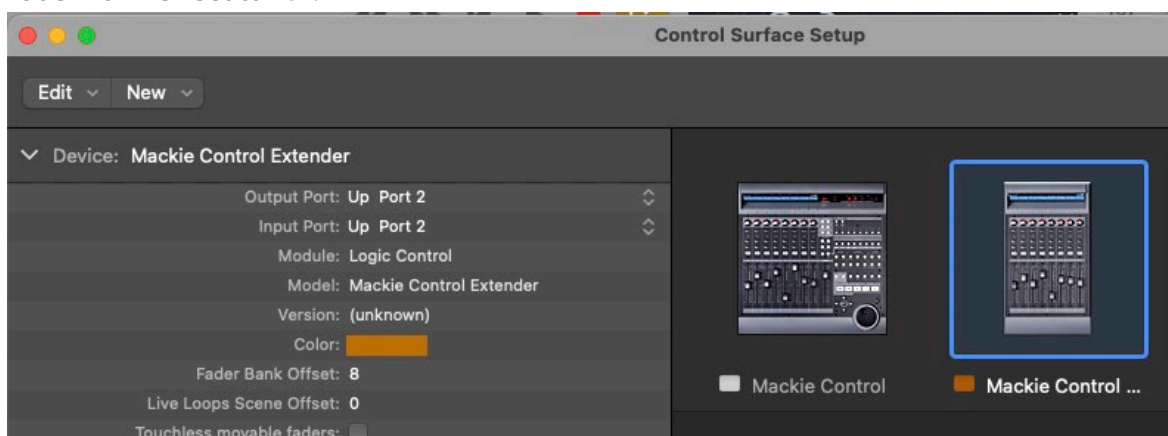 Control Surface Setup
Edit New
Device: Mackie Control Extender
Output Port: Up Port 2
Input Port: Up Port 2
Module: Logic Control
Model: Mackie Control Extender
Version: (unknown)
Color:
Fader Bank Offset: 8
Live Loops Scene Offset: 0
Touchless movable faders:
Mackie Control
Mackie Control ...